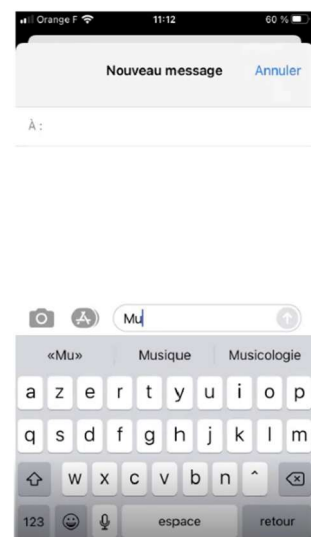 Orange F 11:12 60 %
Nouveau message Annuler
À :
Mu
«Mu» Musique Musicologie
a z e r t y u i o p
q s d f g h j k l m
w x c v b n ^
123 espace retour